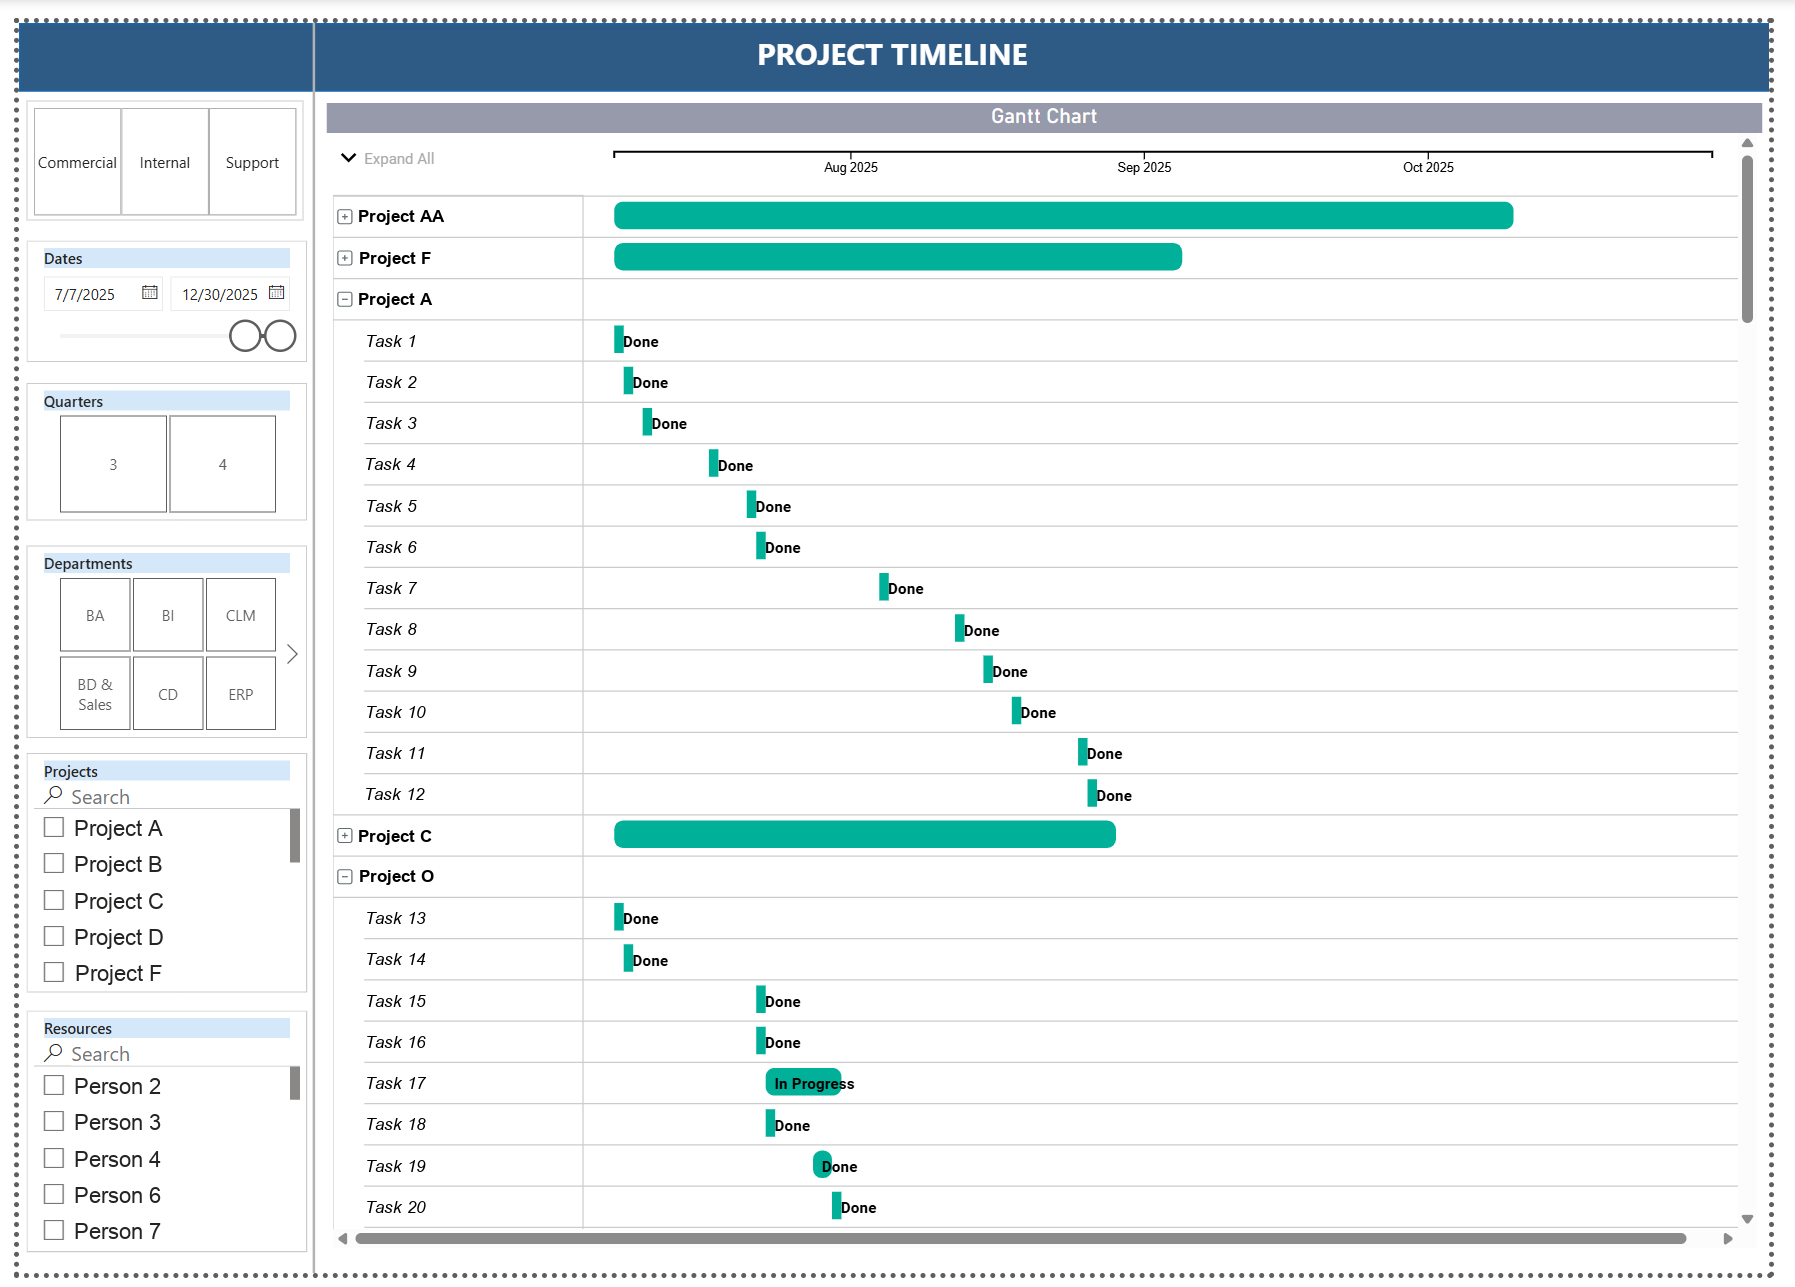 PROJECT TIMELINE
Commercial
Internal
Support
Dates
7/7/2025
12/30/2025
Quarters
3
4
Departments
BA
BI
CLM
BD &
Sales
CD
ERP
Projects
Search
Project A
Project B
Project C
Project D
Project F
Resources
Search
Person 2
Person 3
Person 4
Person 6
Person 7
Gantt Chart
Expand All
Aug 2025
Sep 2025
Oct 2025
Project AA
Project F
Project A
Task 1 Done
Task 2 Done
Task 3 Done
Task 4 Done
Task 5 Done
Task 6 Done
Task 7 Done
Task 8 Done
Task 9 Done
Task 10 Done
Task 11 Done
Task 12 Done
Project C
Project O
Task 13 Done
Task 14 Done
Task 15 Done
Task 16 Done
Task 17 In Progress
Task 18 Done
Task 19 Done
Task 20 Done